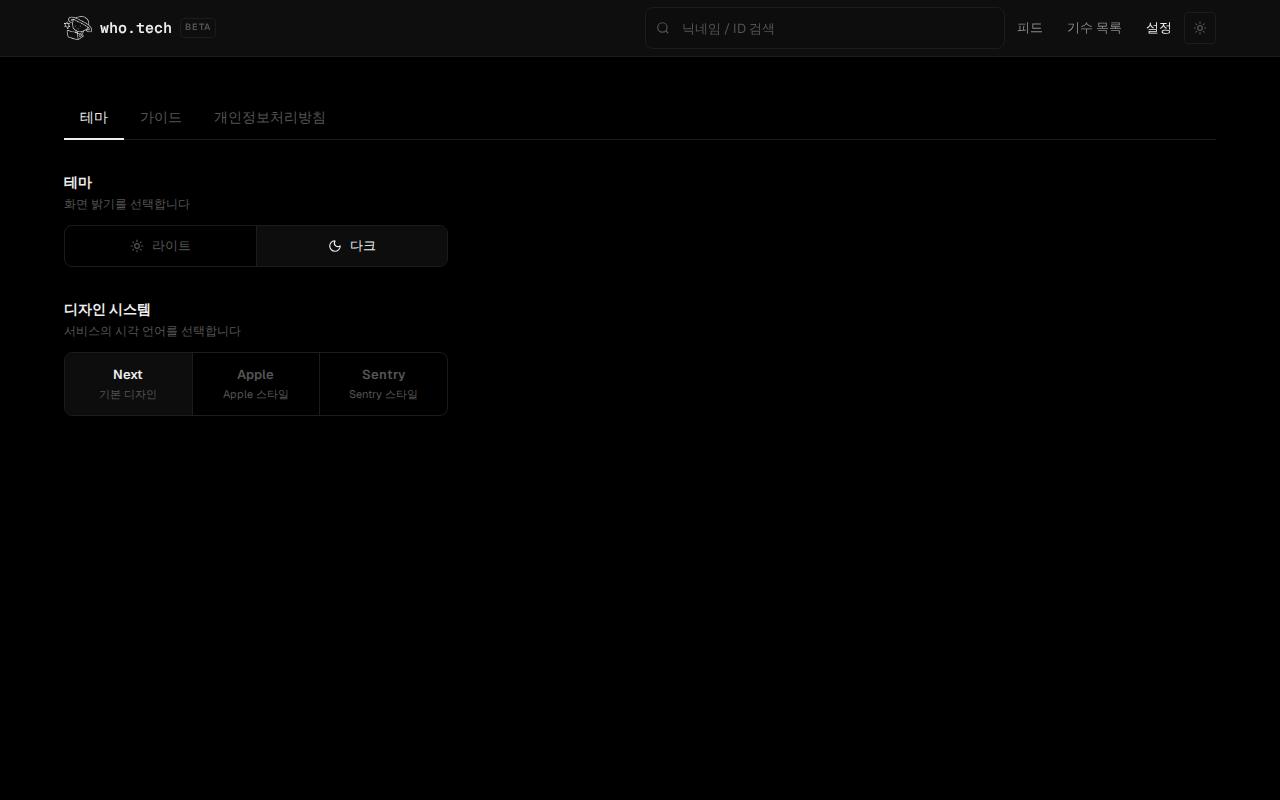 who.tech BETA
닉네임 / ID 검색
피드 기수 목록 설정
테마 가이드 개인정보처리방침
테마
화면 밝기를 선택합니다
라이트 다크
디자인 시스템
서비스의 시각 언어를 선택합니다
Next Apple Sentry
기본 디자인 Apple 스타일 Sentry 스타일